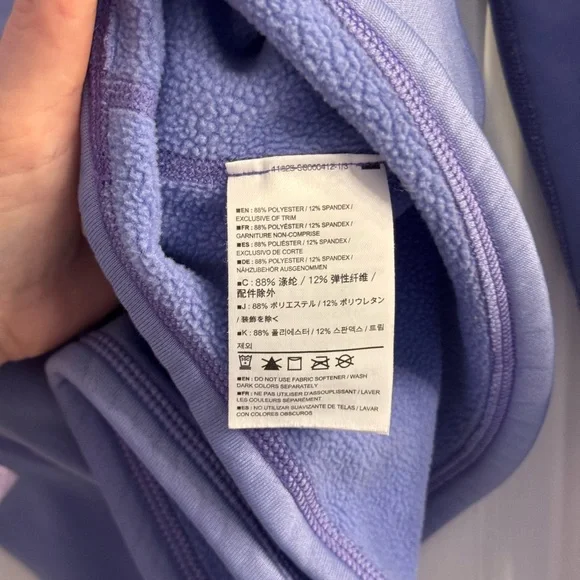 ■EN : 88% POLYESTER / 12% SPANDEX /
EXCLUSIVE OF TRIM
■FR : 88% POLYESTER / 12% SPANDEX /
GARNITURE NON-COMPRISE
■ES : 88% POLIÉSTER / 12% SPANDEX /
EXCLUSIVO DE CORTE
■DE : 88% POLYESTER / 12% SPANDEX /
NÄHZUBEHÖR AUSGENOMMEN
■C : 88% 涤纶 / 12% 弹性纤维 /
配件除外
■J : 88% ポリエステル / 12% ポリウレタン
/ 装飾を除く
■K : 88% 폴리에스터 / 12% 스판덱스 / 트림
제외
■EN : DO NOT USE FABRIC SOFTENER / WASH
DARK COLORS SEPARATELY
■FR : NE PAS UTILISER D'ASSOUPLISSANT / LAVER
LES COULEURS SÉPARÉMENT
■ES : NO UTILIZAR SUAVIZANTE DE TELAS / LAVAR
CON COLORES OBSCUROS